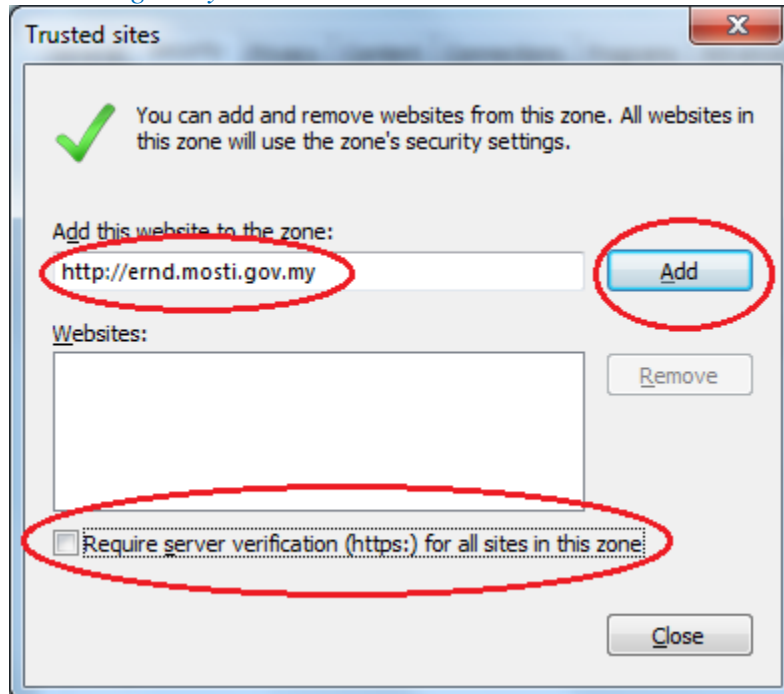 Trusted sites
You can add and remove websites from this zone. All websites in
this zone will use the zone's security settings.
Add this website to the zone:
http://ernd.mosti.gov.my
Add
Websites:
Remove
Require server verification (https:) for all sites in this zone
Close